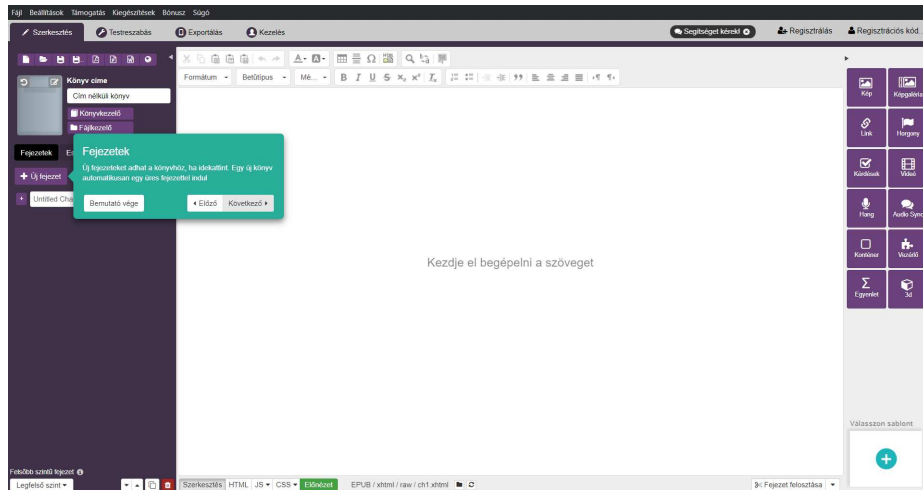 Fájl Beállítások Támogatás Kiegészítések Bónusz Súgó
Szerkesztés Testreszabás Exportálás Kezelés Segítséget kérek! Regisztrálás Regisztrációs kód...
Könyv címe
Cím nélküli könyv
Könyvkezelő
Fájlkezelő
Formátum Betűtípus Mé... B I U S x₂ x² Tx
Fejezetek
Új fejezet
Untitled Cha
Fejezetek
Új fejezeteket adhat a könyvhöz, ha idekattint. Egy új könyv
automatikusan egy üres fejezettel indul
Bemutató vége Előző Következő
Kezdje el begépelni a szöveget
Kép Képgaléria
Link Horgony
Kérdések Videó
Hang Audio Sync
Konténer Vezérlő
Egyenlet 3d
Válasszon sablont
Felsőbb szintű fejezet
Legfelső szint
Szerkesztés HTML JS CSS Előnézet EPUB / xhtml / raw / ch1.xhtml Fejezet felosztása